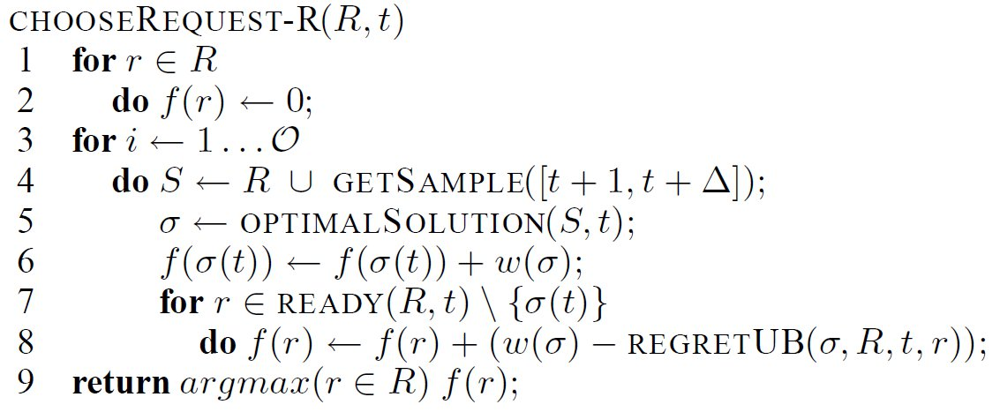 CHOOSEREQUEST-R(R, t)
1 for r ∈ R
2 do f(r) ← 0;
3 for i ← 1 . . . 𝒪
4 do S ← R ∪ GETSAMPLE([t + 1, t + Δ]);
5 σ ← OPTIMALSOLUTION(S, t);
6 f(σ(t)) ← f(σ(t)) + w(σ);
7 for r ∈ READY(R, t) \ {σ(t)}
8 do f(r) ← f(r) + (w(σ) − REGRETUB(σ, R, t, r));
9 return argmax(r ∈ R) f(r);